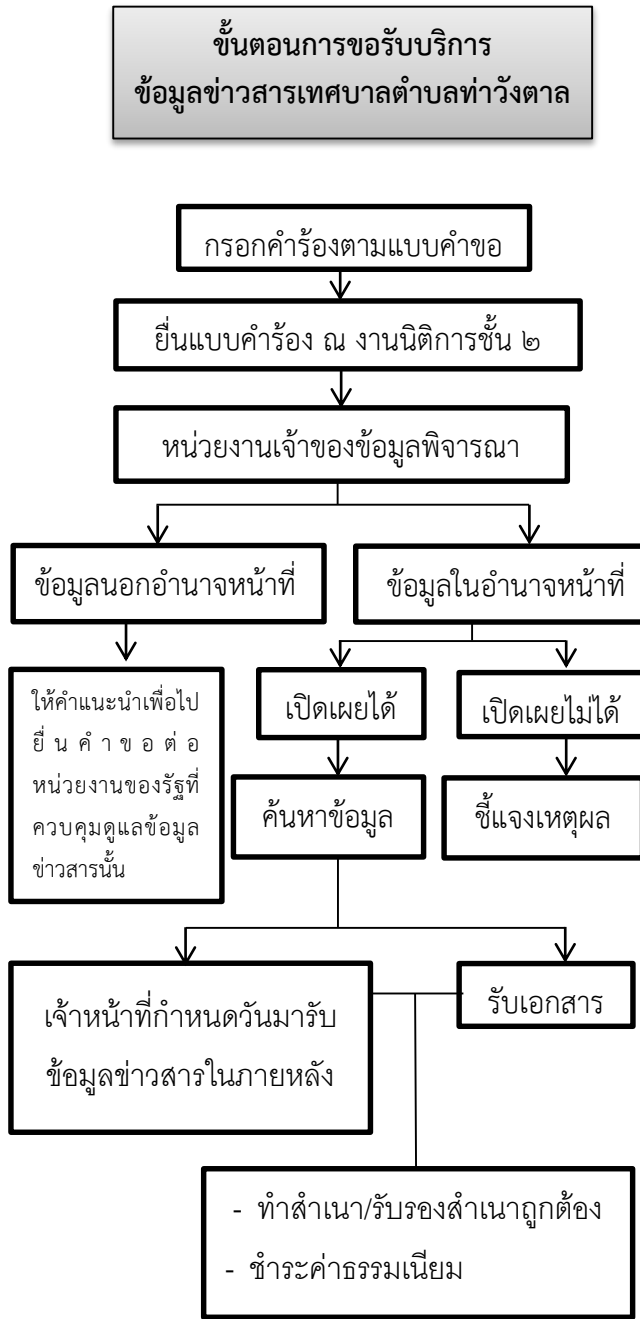 ขั้นตอนการขอรับบริการ
ข้อมูลข่าวสารเทศบาลตำบลท่าวังตาล
กรอกคำร้องตามแบบคำขอ
ยื่นแบบคำร้อง ณ งานนิติการชั้น ๒
หน่วยงานเจ้าของข้อมูลพิจารณา
ข้อมูลนอกอำนาจหน้าที่
ข้อมูลในอำนาจหน้าที่
ให้คำแนะนำเพื่อไป
ยื่นคำขอต่อ
หน่วยงานของรัฐที่
ควบคุมดูแลข้อมูล
ข่าวสารนั้น
เปิดเผยได้
เปิดเผยไม่ได้
ค้นหาข้อมูล
ชี้แจงเหตุผล
เจ้าหน้าที่กำหนดวันมารับ
ข้อมูลข่าวสารในภายหลัง
รับเอกสาร
- ทำสำเนา/รับรองสำเนาถูกต้อง
- ชำระค่าธรรมเนียม